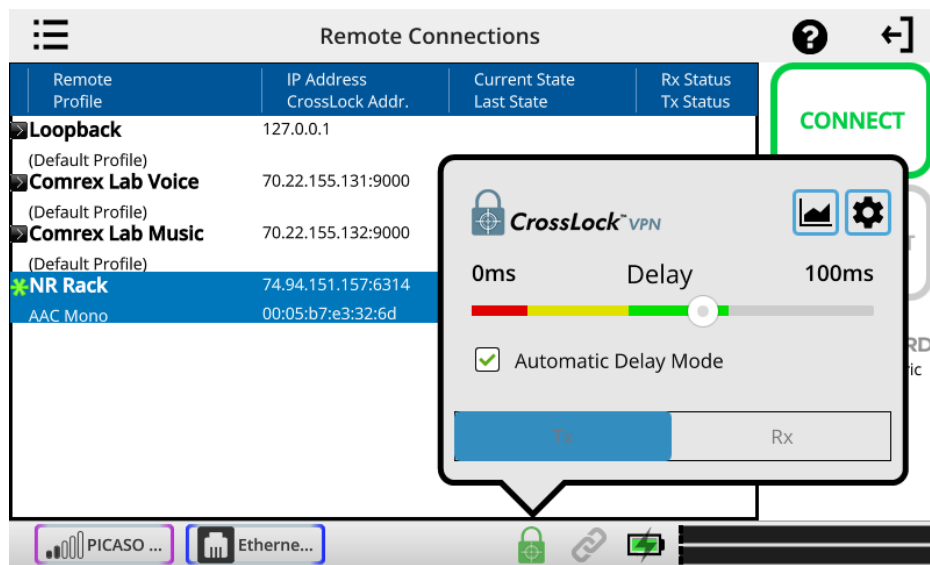 Remote Connections
Remote IP Address Current State Rx Status
Profile CrossLock Addr. Last State Tx Status
Loopback 127.0.0.1
(Default Profile)
Comrex Lab Voice 70.22.155.131:9000
(Default Profile)
Comrex Lab Music 70.22.155.132:9000
(Default Profile)
NR Rack 74.94.151.157:6314
AAC Mono 00:05:b7:e3:32:6d
CONNECT
CrossLock™ VPN
0ms Delay 100ms
Automatic Delay Mode
Tx Rx
PICASO ... Etherne...